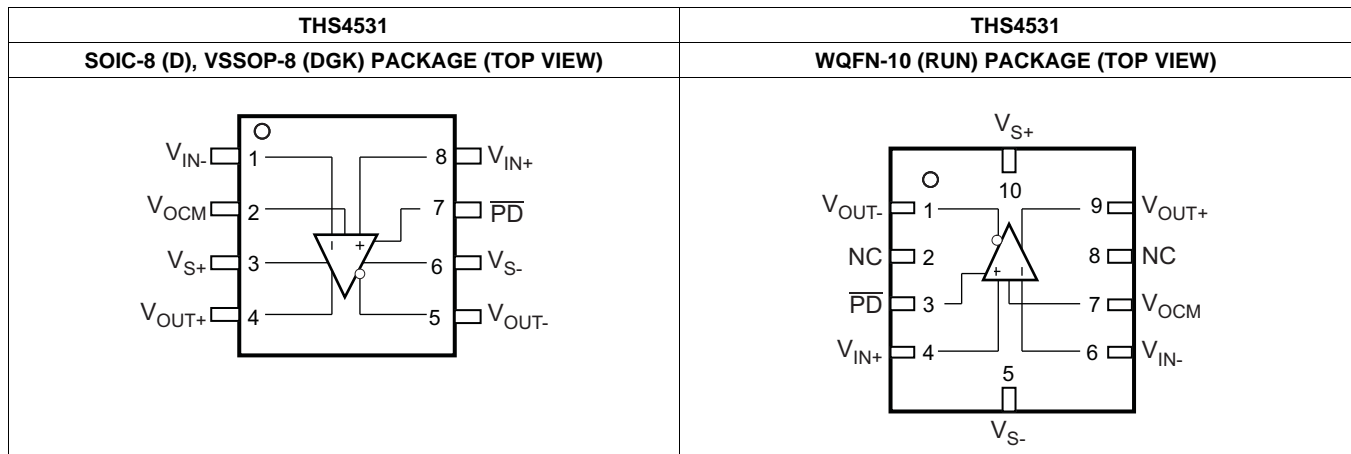 THS4531
THS4531
SOIC-8 (D), VSSOP-8 (DGK) PACKAGE (TOP VIEW)
WQFN-10 (RUN) PACKAGE (TOP VIEW)
VIN- 1
8 VIN+
VOCM 2
7 PD
VS+ 3
6 VS-
VOUT+ 4
5 VOUT-
VS+
10
VOUT- 1
9 VOUT+
NC 2
8 NC
PD 3
7 VOCM
VIN+ 4
6 VIN-
5
VS-